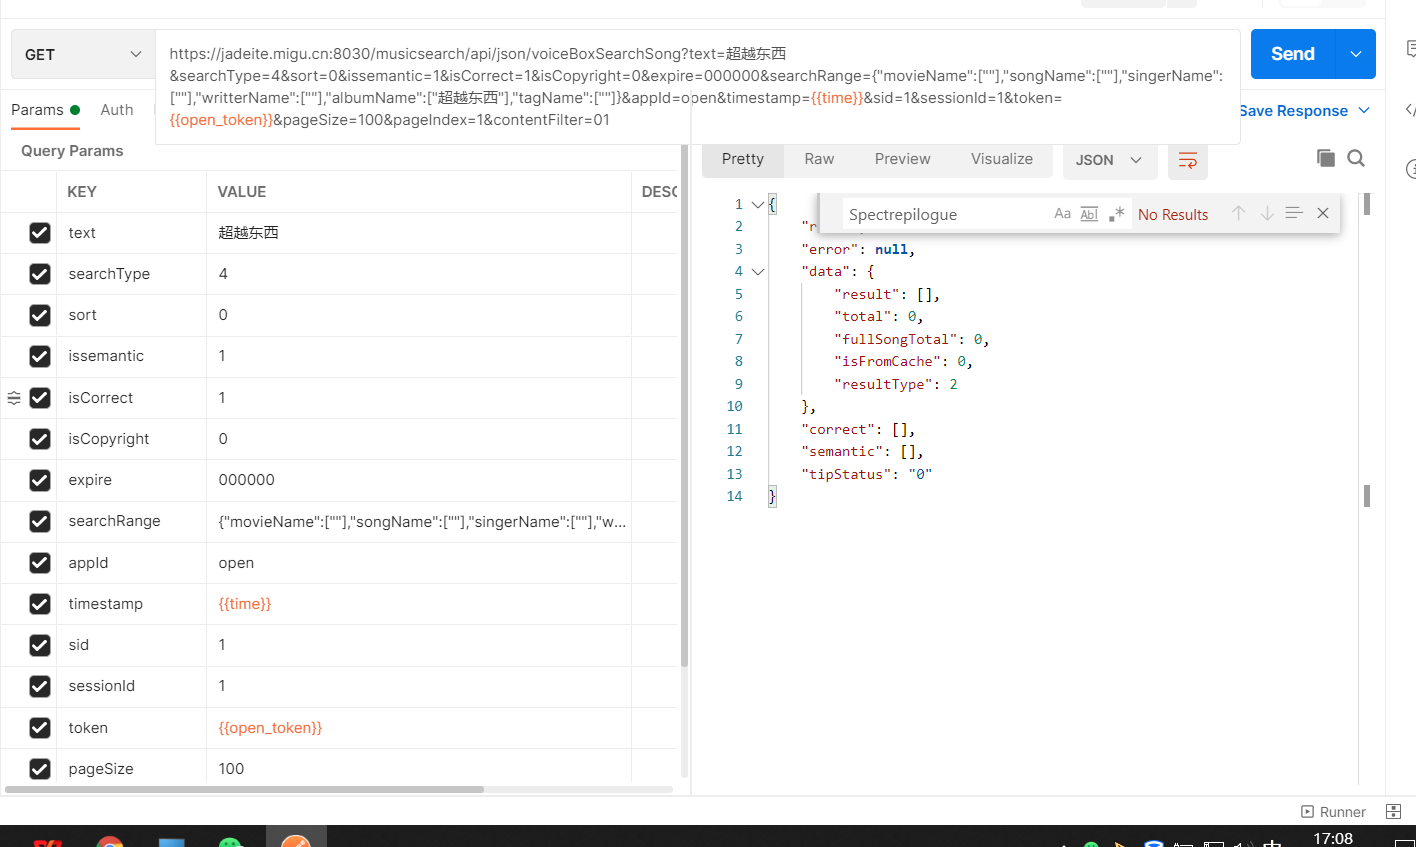 GET
https://jadeite.migu.cn:8030/musicsearch/api/json/voiceBoxSearchSong?text=超越东西
&searchType=4&sort=0&issemantic=1&isCorrect=1&isCopyright=0&expire=000000&searchRange={"movieName":[""],"songName":[""],"singerName":
[""],"writterName":[""],"albumName":["超越东西"],"tagName":[""]}&appId=open&timestamp={{time}}&sid=1&sessionId=1&token=
{{open_token}}&pageSize=100&pageIndex=1&contentFilter=01
Send
Params
Auth
Save Response
Query Params
KEY VALUE DESC
text 超越东西
searchType 4
sort 0
issemantic 1
isCorrect 1
isCopyright 0
expire 000000
searchRange {"movieName":[""],"songName":[""],"singerName":[""],"w...
appId open
timestamp {{time}}
sid 1
sessionId 1
token {{open_token}}
pageSize 100
Pretty Raw Preview Visualize JSON
Spectrepilogue Aa Abl .* No Results
1 {
2
3 "error": null,
4 "data": {
5 "result": [],
6 "total": 0,
7 "fullSongTotal": 0,
8 "isFromCache": 0,
9 "resultType": 2
10 },
11 "correct": [],
12 "semantic": [],
13 "tipStatus": "0"
14 }
Runner
17:08